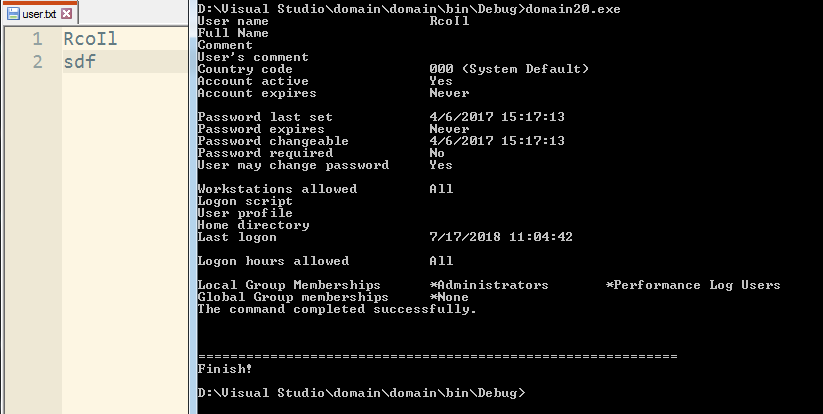 user.txt
1 RcoIl
2 sdf
D:\Visual Studio\domain\domain\bin\Debug>domain20.exe
User name RcoIl
Full Name
Comment
User's comment
Country code 000 (System Default)
Account active Yes
Account expires Never
Password last set 4/6/2017 15:17:13
Password expires Never
Password changeable 4/6/2017 15:17:13
Password required No
User may change password Yes
Workstations allowed All
Logon script
User profile
Home directory
Last logon 7/17/2018 11:04:42
Logon hours allowed All
Local Group Memberships *Administrators *Performance Log Users
Global Group memberships *None
The command completed successfully.
==========================================================
Finish!
D:\Visual Studio\domain\domain\bin\Debug>